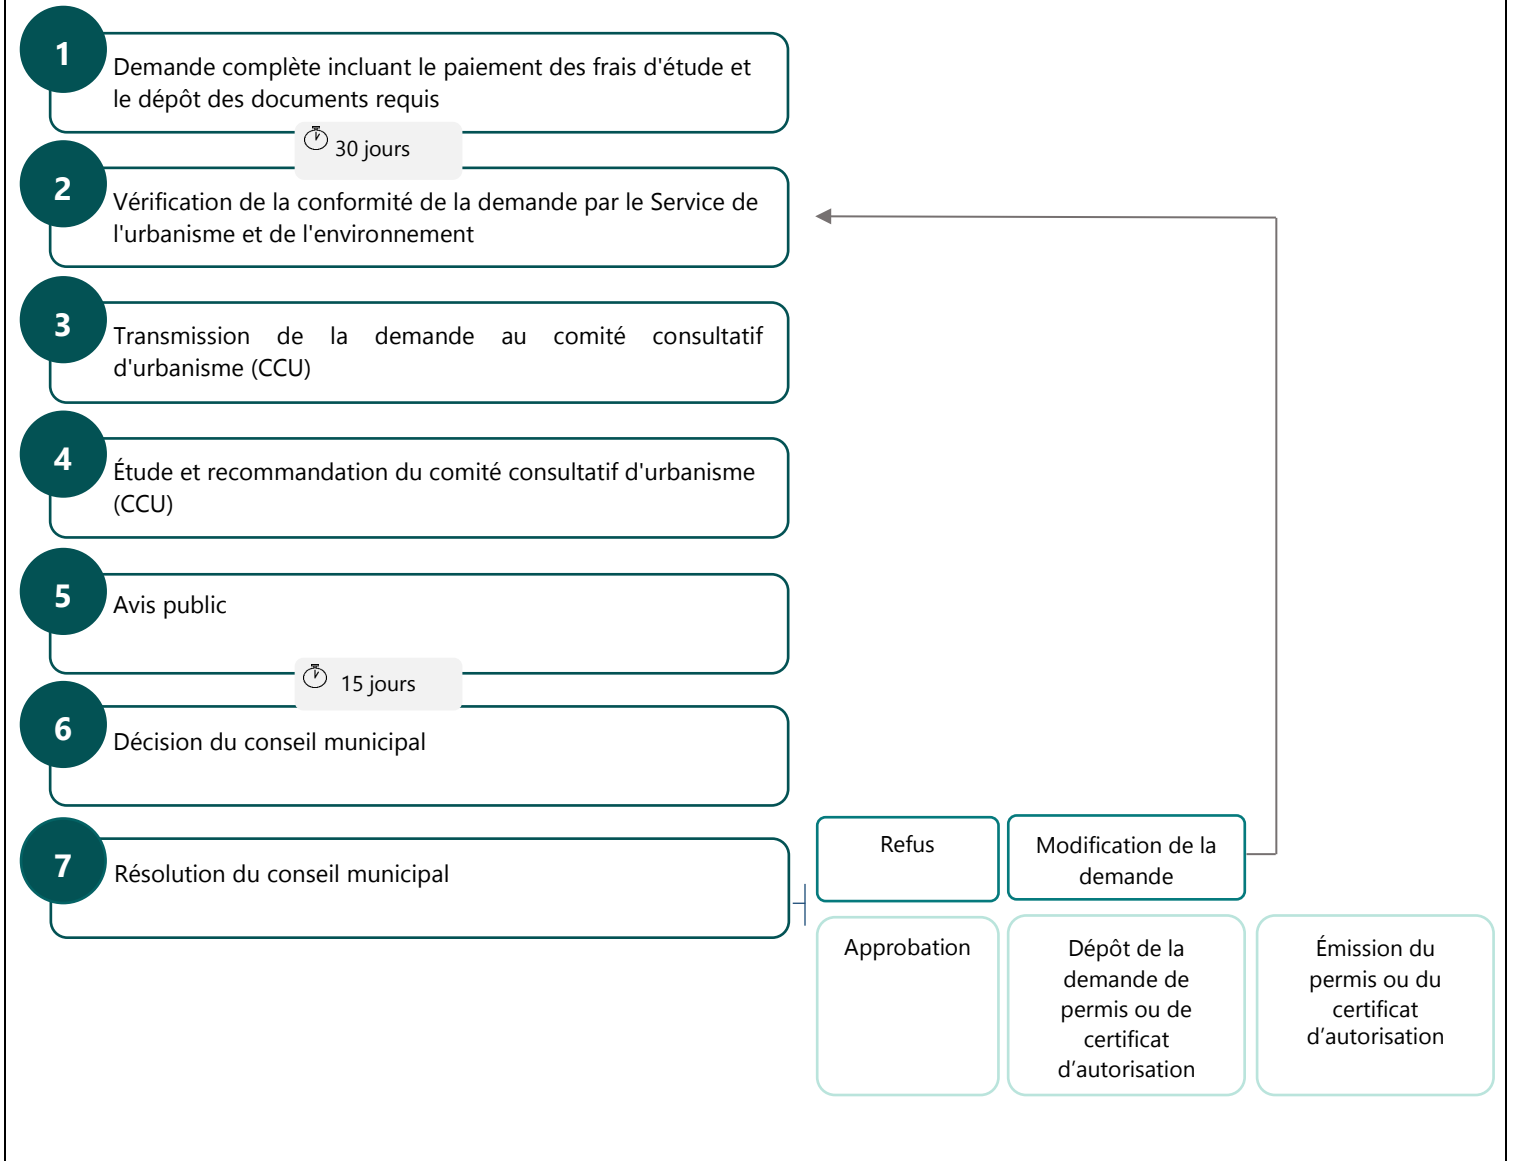 1
Demande complète incluant le paiement des frais d'étude et
le dépôt des documents requis
30 jours
2
Vérification de la conformité de la demande par le Service de
l'urbanisme et de l'environnement
3
Transmission de la demande au comité consultatif
d'urbanisme (CCU)
4
Étude et recommandation du comité consultatif d'urbanisme
(CCU)
5
Avis public
15 jours
6
Décision du conseil municipal
7
Résolution du conseil municipal
Refus
Modification de la
demande
Approbation
Dépôt de la
demande de
permis ou de
certificat
d’autorisation
Émission du
permis ou du
certificat
d’autorisation